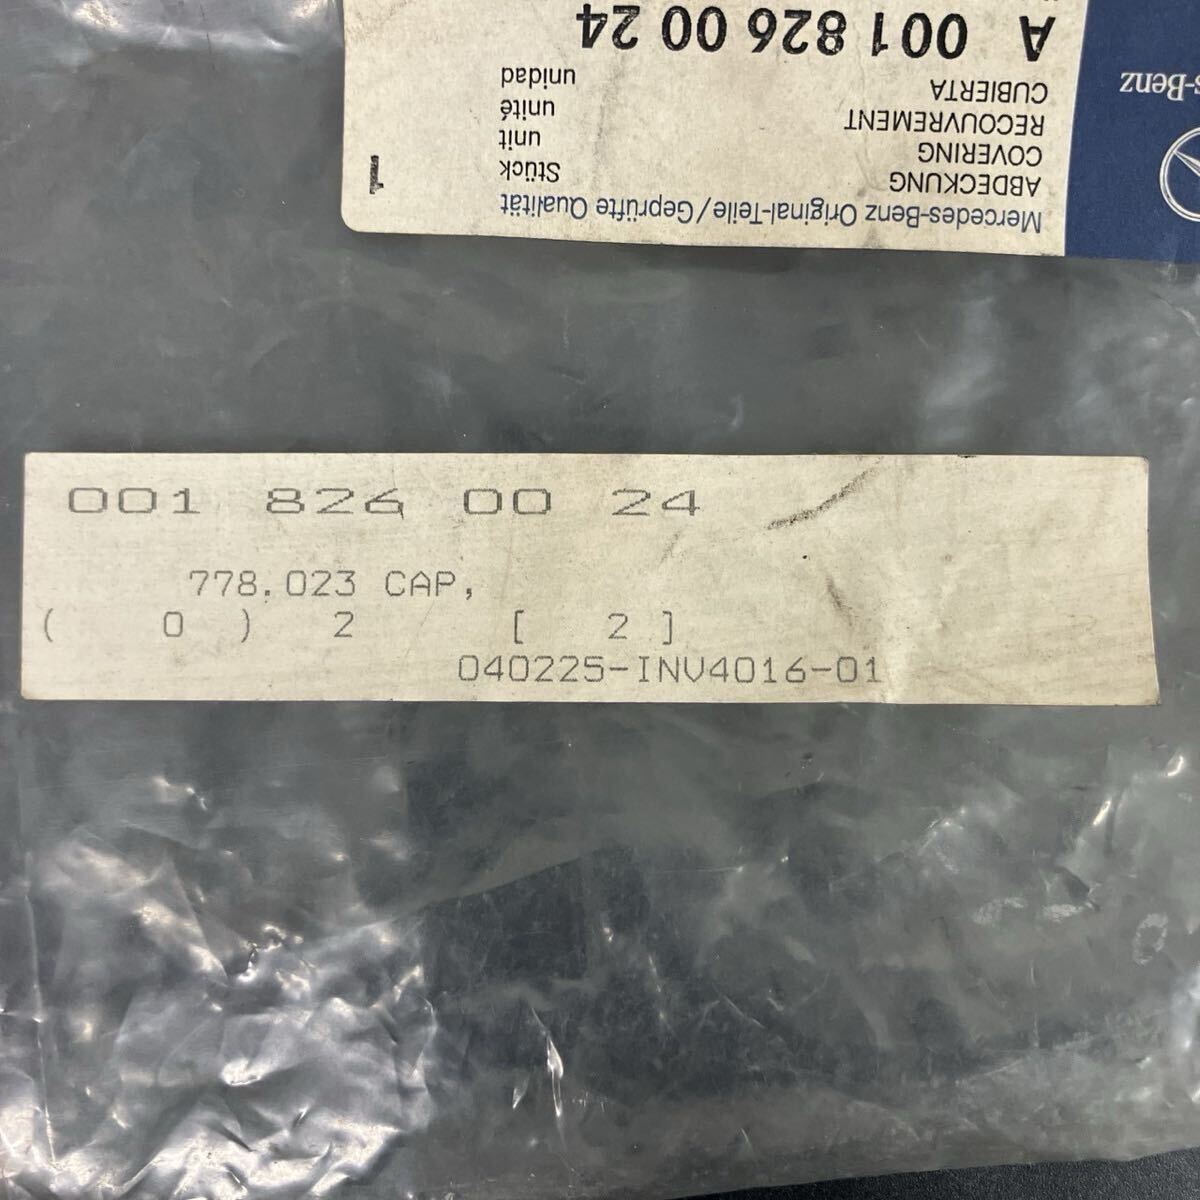 A 001 826 00 24
CUBIERTA unidad
RECOUVREMENT unité
COVERING unit
ABDECKUNG Stück 1
Mercedes-Benz Original-Teile/Geprüfte Qualität
s-Benz
001 826 00 24
778.023 CAP,
( 0 ) 2 [ 2 ]
040225-INV4016-01